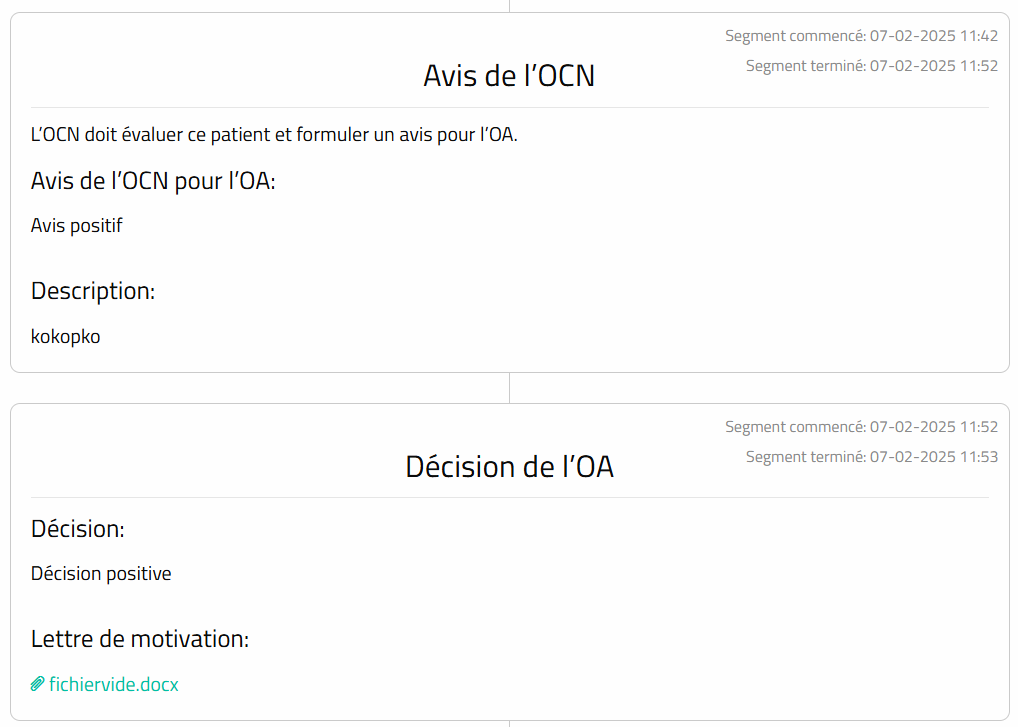 Segment commencé: 07-02-2025 11:42
Segment terminé: 07-02-2025 11:52
Avis de l’OCN
L’OCN doit évaluer ce patient et formuler un avis pour l’OA.
Avis de l’OCN pour l’OA:
Avis positif
Description:
kokopko
Segment commencé: 07-02-2025 11:52
Segment terminé: 07-02-2025 11:53
Décision de l’OA
Décision:
Décision positive
Lettre de motivation:
fichiervide.docx